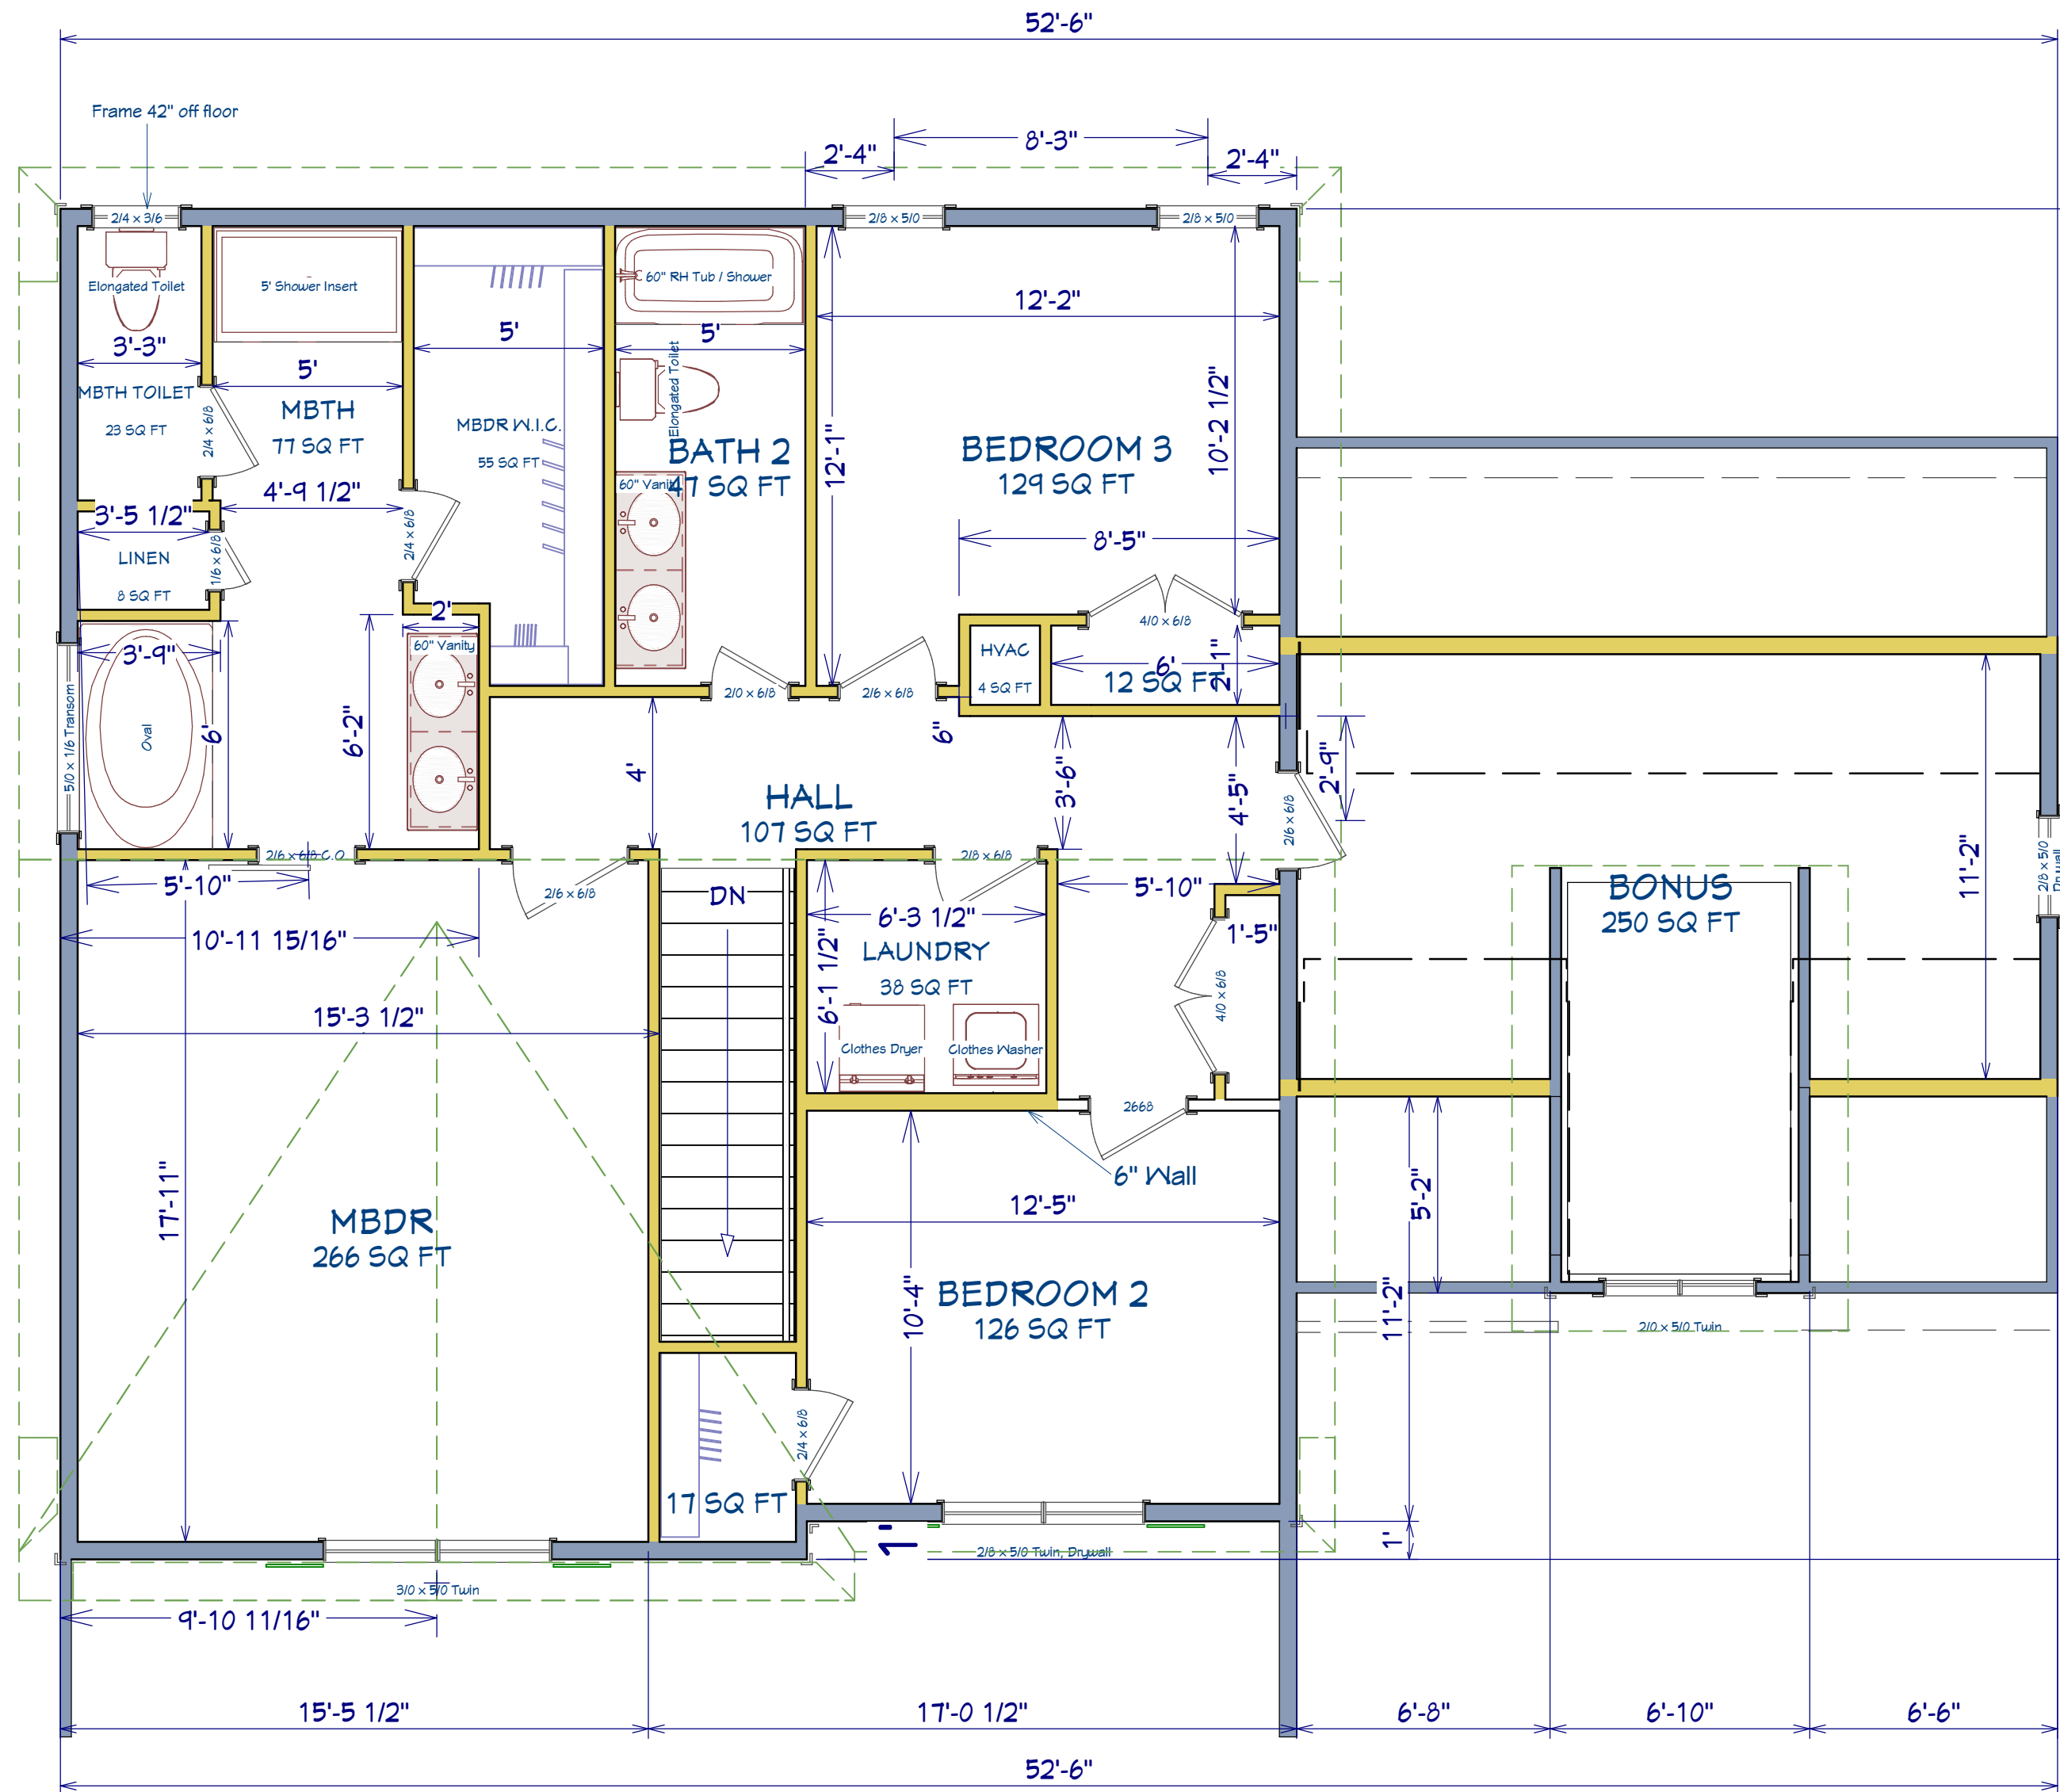 52'-6"
Frame 42" off floor
8'-3"
2'-4"
2'-4"
2/4 x 3/6
2/8 x 5/0
2/8 x 5/0
Elongated Toilet
5' Shower Insert
60" RH Tub / Shower
12'-2"
3'-3"
5'
5'
5'
Elongated Toilet
MBTH TOILET
23 SQ FT
2/4 x 6/8
MBTH
77 SQ FT
MBDR W.I.C.
55 SQ FT
BATH 2
47 SQ FT
60" Vanity
12'-1"
BEDROOM 3
129 SQ FT
10'-2 1/2"
4'-9 1/2"
3'-5 1/2"
2/4 x 6/8
8'-5"
LINEN
8 SQ FT
1/6 x 6/8
2'
60" Vanity
4/0 x 6/8
HVAC
4 SQ FT
6'
12 SQ FT
2'-1"
3'-9"
5/0 x 1/6 Transom
Oval
6'
6'-2"
2/0 x 6/8
2/6 x 6/8
6"
4'
HALL
107 SQ FT
3'-6"
4'-5"
2/6 x 6/8
2'-9"
2/6 x 6/8 C.O
5'-10"
2/6 x 6/8
DN
2/8 x 6/8
5'-10"
6'-3 1/2"
LAUNDRY
38 SQ FT
6'-1 1/2"
Clothes Dryer
Clothes Washer
1'-5"
4/0 x 6/8
BONUS
250 SQ FT
11'-2"
2/8 x 5/0
Drywall
10'-11 15/16"
15'-3 1/2"
2668
6" Wall
12'-5"
17'-11"
MBDR
266 SQ FT
10'-4"
BEDROOM 2
126 SQ FT
5'-2"
11'-2"
2/0 x 5/0 Twin
2/4 x 6/8
17 SQ FT
1'
2/8 x 5/0 Twin, Drywall
1'
3/0 x 5/0 Twin
9'-10 11/16"
15'-5 1/2"
17'-0 1/2"
6'-8"
6'-10"
6'-6"
52'-6"